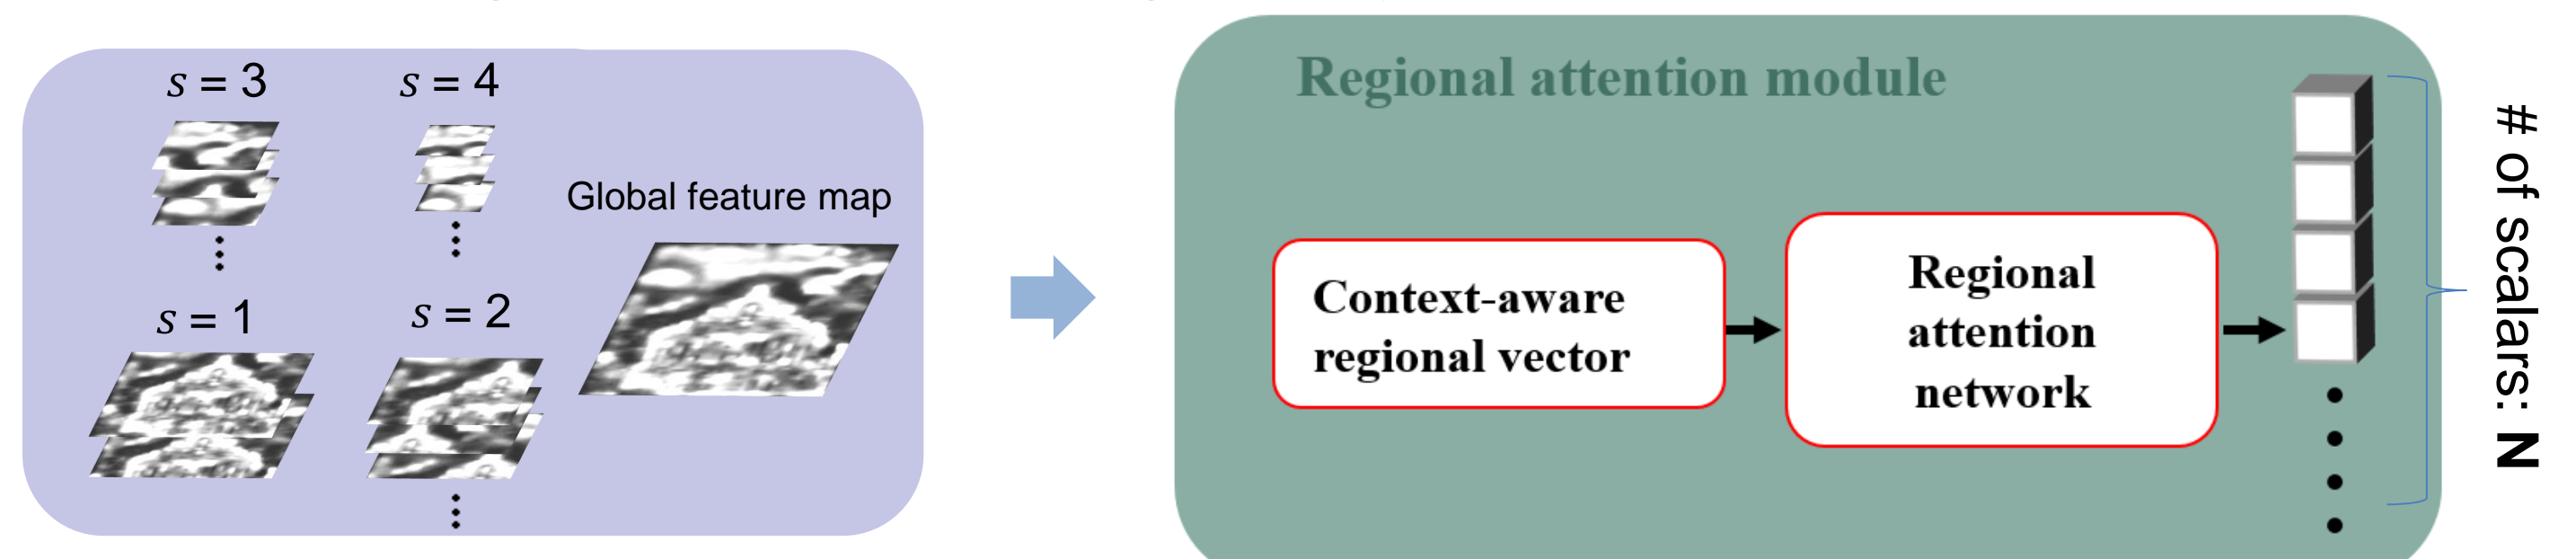 s = 3
s = 4
Global feature map
s = 1
s = 2
Regional attention module
Context-aware
regional vector
Regional
attention
network
# of scalars: N